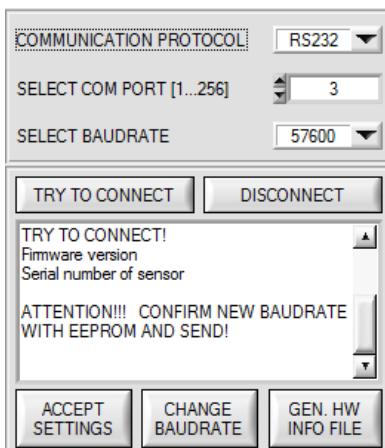 COMMUNICATION PROTOCOL RS232
SELECT COM PORT [1...256] 3
SELECT BAUDRATE 57600
TRY TO CONNECT DISCONNECT
TRY TO CONNECT!
Firmware version
Serial number of sensor
ATTENTION!!! CONFIRM NEW BAUDRATE
WITH EEPROM AND SEND!
ACCEPT CHANGE GEN. HW
SETTINGS BAUDRATE INFO FILE